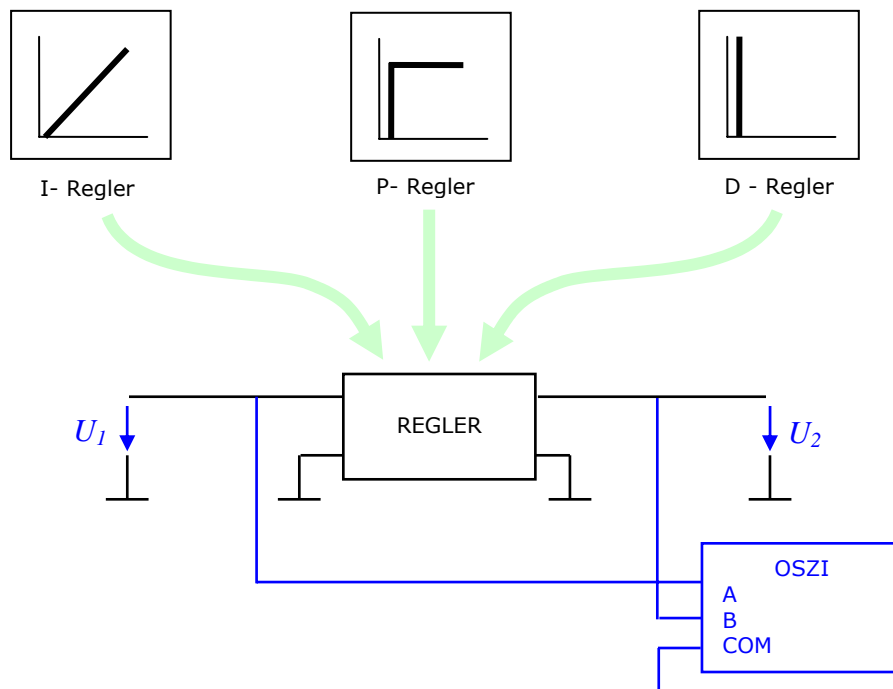 I- Regler
P- Regler
D - Regler
REGLER
U1
U2
OSZI
A
B
COM